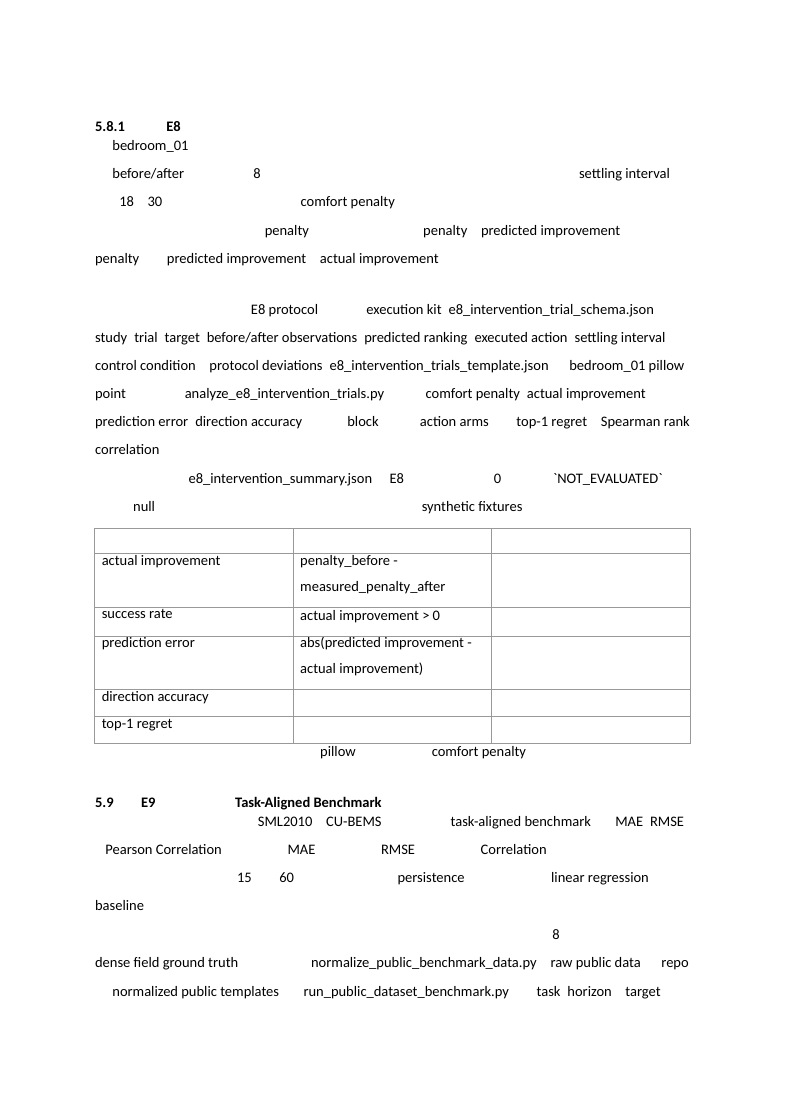 5.8.1 E8
bedroom_01
before/after 8 settling interval
18 30 comfort penalty
penalty penalty predicted improvement
penalty predicted improvement actual improvement
E8 protocol execution kit e8_intervention_trial_schema.json
study trial target before/after observations predicted ranking executed action settling interval
control condition protocol deviations e8_intervention_trials_template.json bedroom_01 pillow
point analyze_e8_intervention_trials.py comfort penalty actual improvement
prediction error direction accuracy block action arms top-1 regret Spearman rank
correlation
e8_intervention_summary.json E8 0 `NOT_EVALUATED`
null synthetic fixtures
actual improvement penalty_before -
measured_penalty_after
success rate actual improvement > 0
prediction error abs(predicted improvement -
actual improvement)
direction accuracy
top-1 regret
pillow comfort penalty
5.9 E9 Task-Aligned Benchmark
SML2010 CU-BEMS task-aligned benchmark MAE RMSE
Pearson Correlation MAE RMSE Correlation
15 60 persistence linear regression
baseline
8
dense field ground truth normalize_public_benchmark_data.py raw public data repo
normalized public templates run_public_dataset_benchmark.py task horizon target